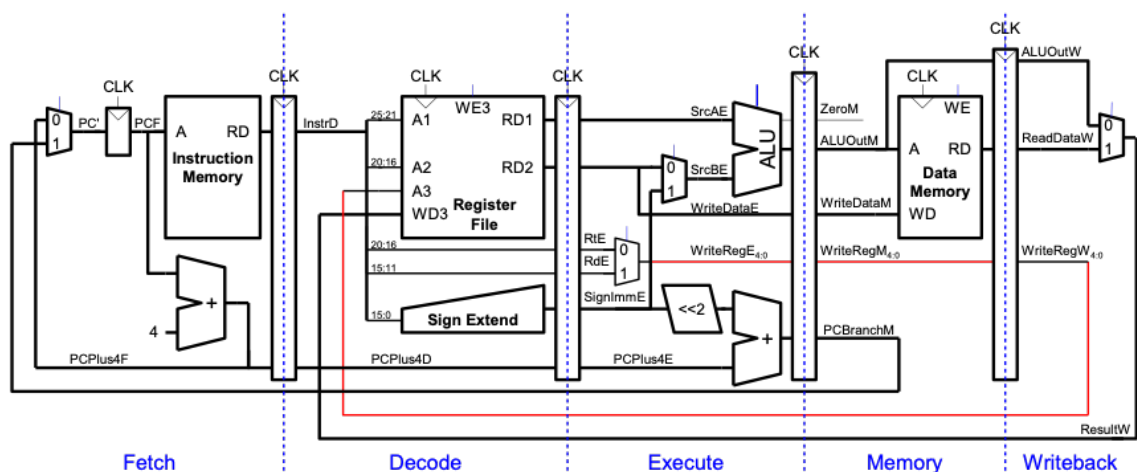 CLK
CLK
ALUOutW
CLK
CLK
CLK
CLK
CLK
0
1
PC'
PCF
A RD
Instruction
Memory
InstrD
25:21
A1
WE3
RD1
SrcAE
ALU
ZeroM
WE
0
1
20:16
A2
RD2
0
1
SrcBE
ALUOutM
A RD
Data
Memory
ReadDataW
A3
WD3
Register
File
WriteDataE
WriteDataM
WD
20:16
RtE
0
WriteRegE4:0
WriteRegM4:0
WriteRegW4:0
15:11
RdE
1
+
4
15:0
Sign Extend
SignImmE
<<2
+
PCBranchM
PCPlus4F
PCPlus4D
PCPlus4E
ResultW
Fetch
Decode
Execute
Memory
Writeback